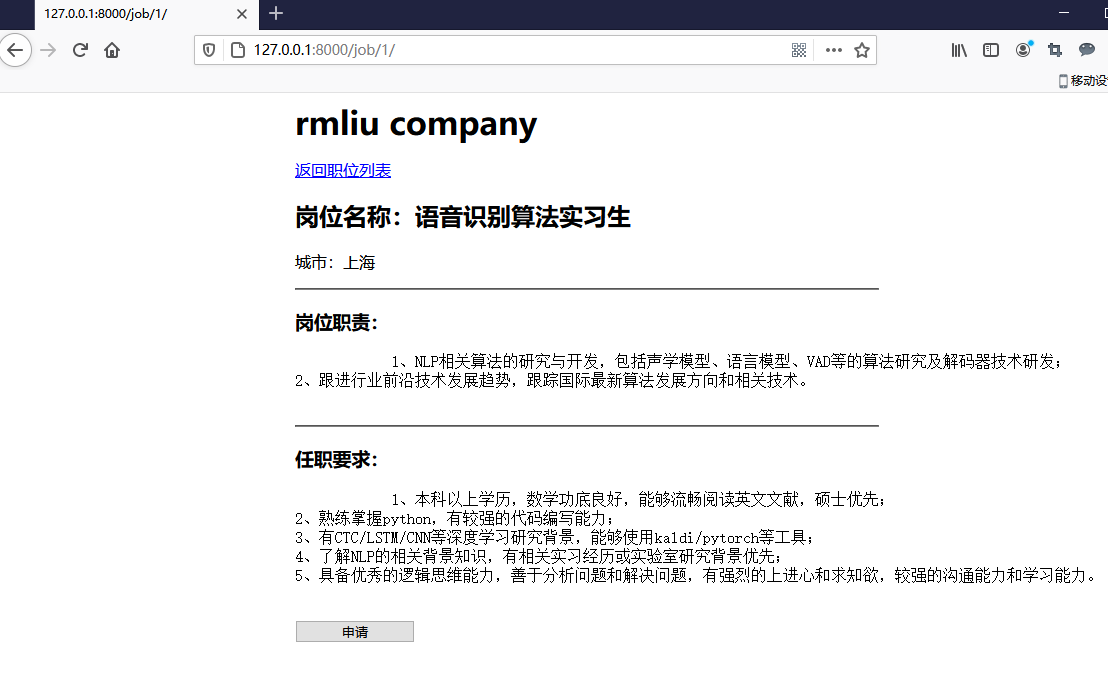 127.0.0.1:8000/job/1/
127.0.0.1:8000/job/1/
移动设
rmliu company
返回职位列表
岗位名称：语音识别算法实习生
城市：上海
岗位职责：
1、NLP相关算法的研究与开发，包括声学模型、语言模型、VAD等的算法研究及解码器技术研发；
2、跟进行业前沿技术发展趋势，跟踪国际最新算法发展方向和相关技术。
任职要求：
1、本科以上学历，数学功底良好，能够流畅阅读英文文献，硕士优先；
2、熟练掌握python，有较强的代码编写能力；
3、有CTC/LSTM/CNN等深度学习研究背景，能够使用kaldi/pytorch等工具；
4、了解NLP的相关背景知识，有相关实习经历或实验室研究背景优先；
5、具备优秀的逻辑思维能力，善于分析问题和解决问题，有强烈的上进心和求知欲，较强的沟通能力和学习能力。
申请